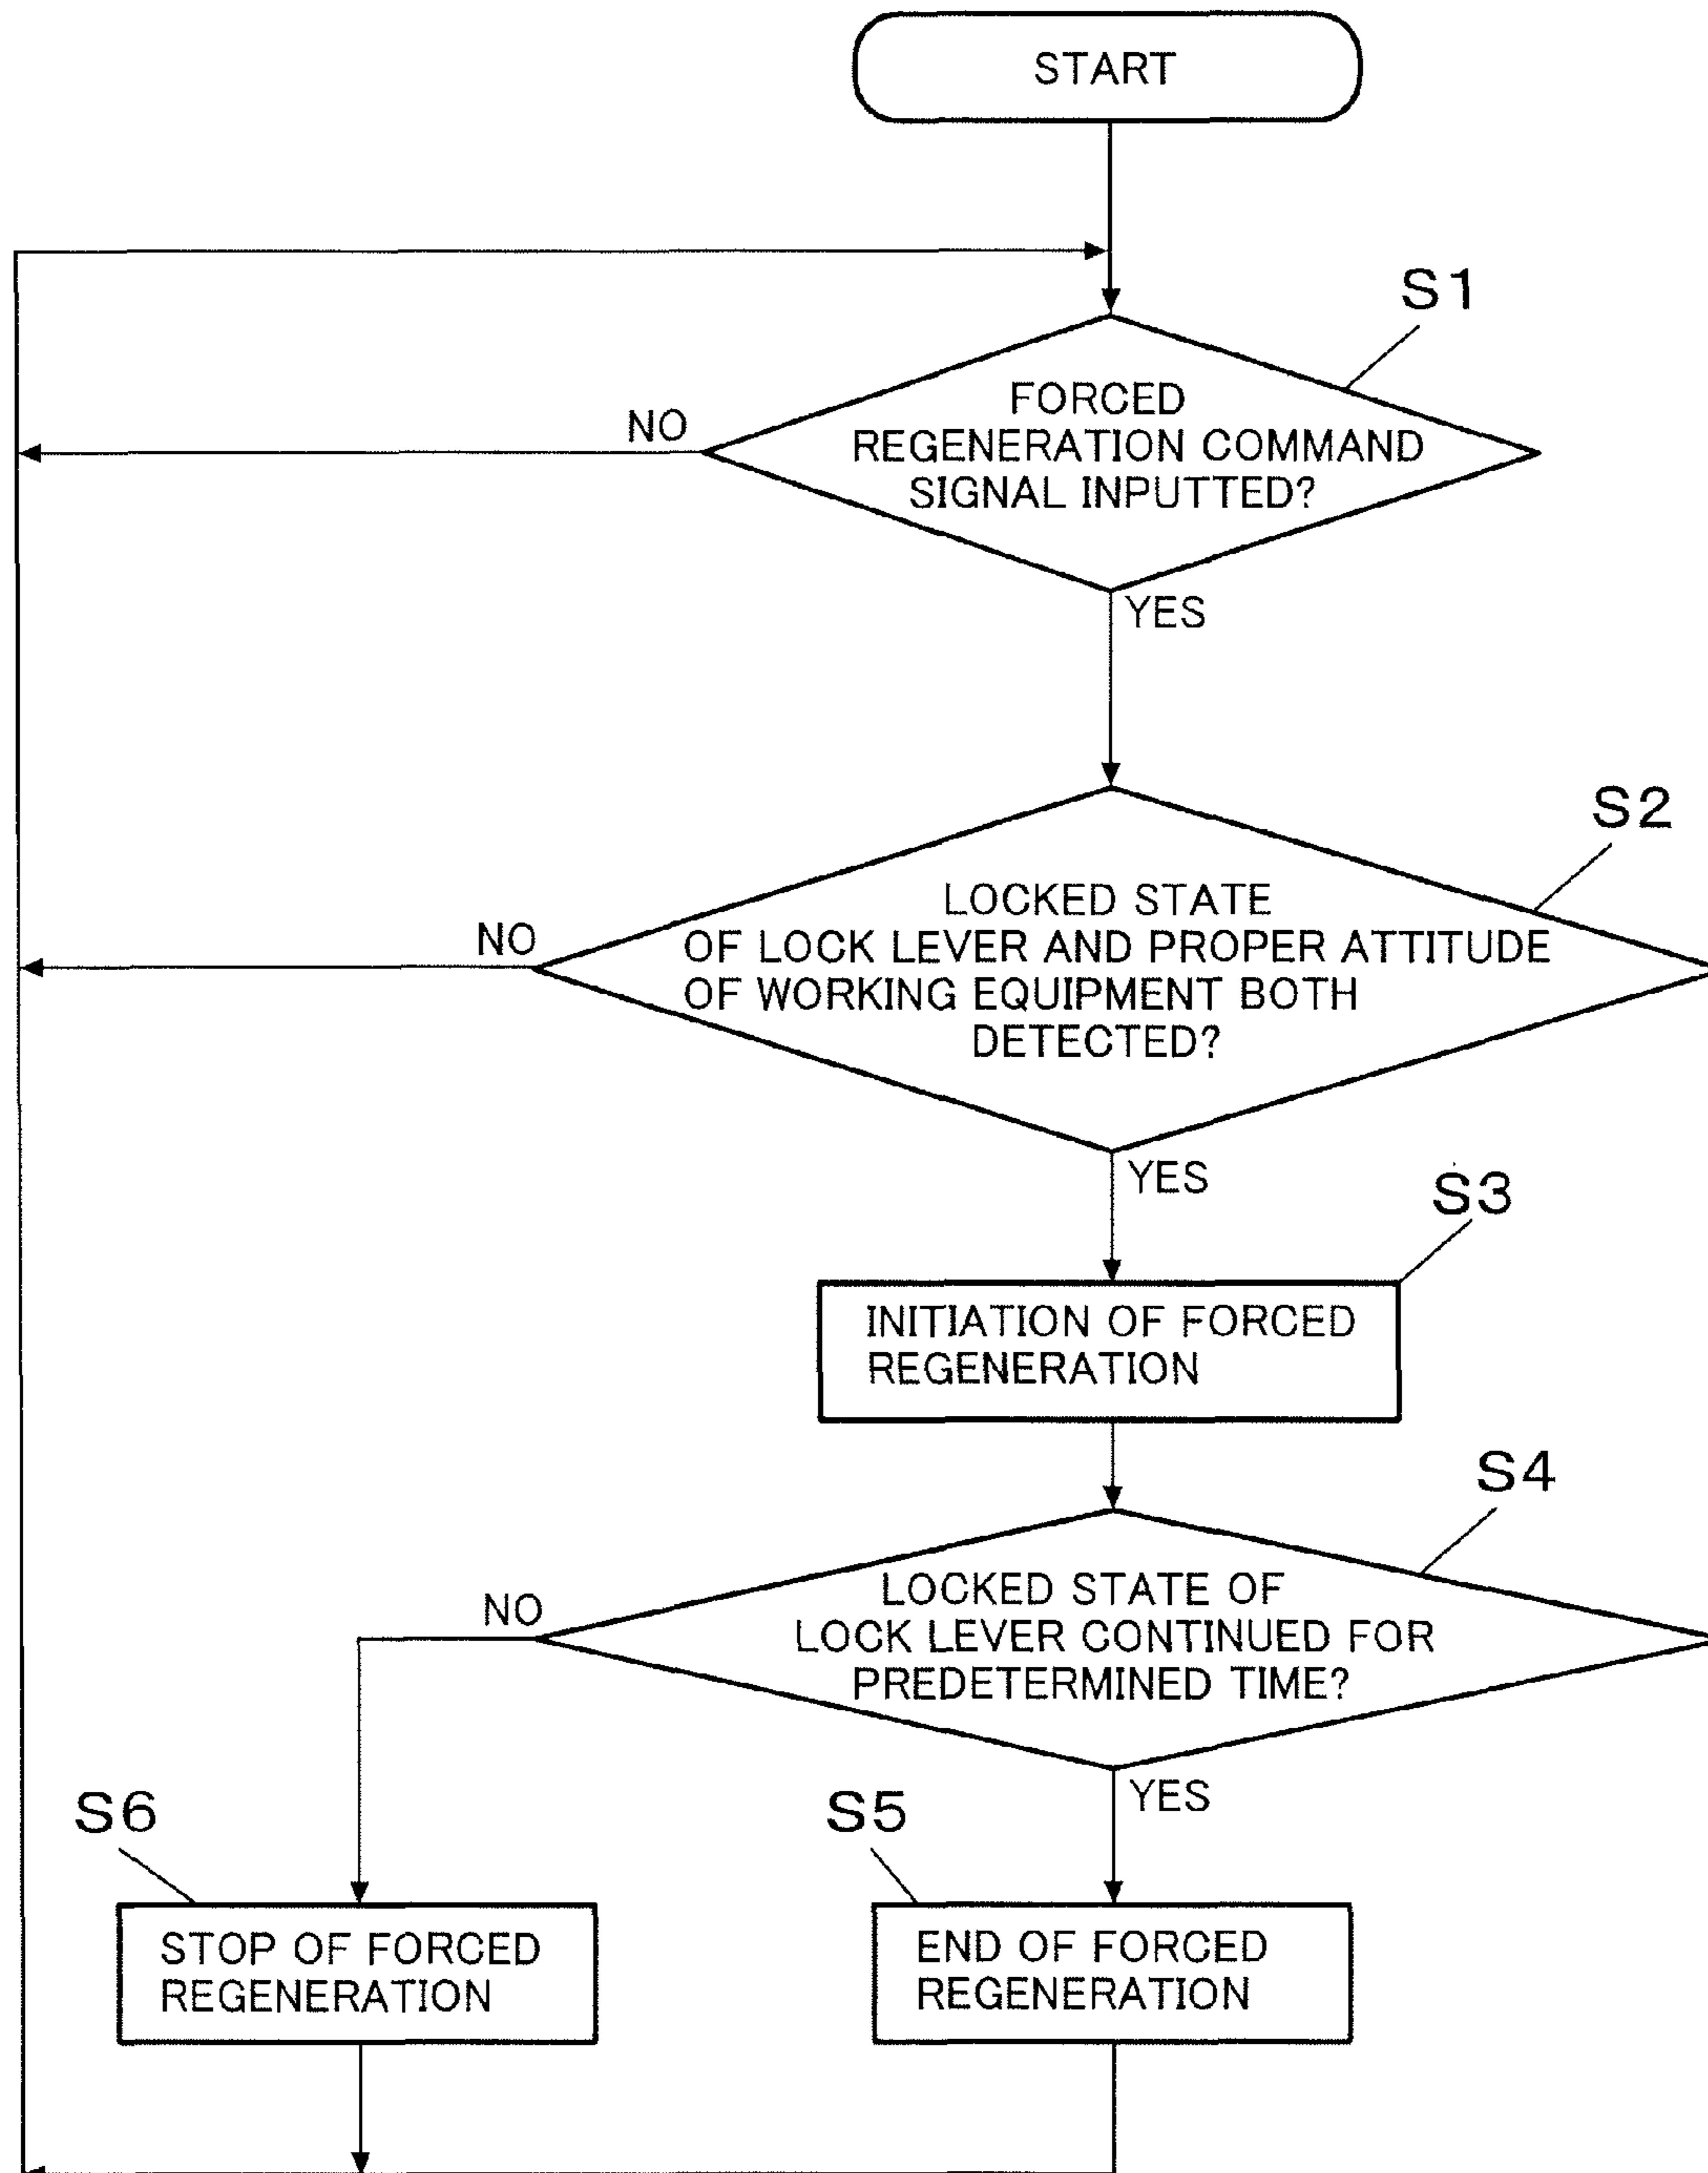 START
S1
FORCED
REGENERATION COMMAND
SIGNAL INPUTTED?
NO
YES
S2
LOCKED STATE
OF LOCK LEVER AND PROPER ATTITUDE
OF WORKING EQUIPMENT BOTH
DETECTED?
NO
YES
S3
INITIATION OF FORCED
REGENERATION
S4
LOCKED STATE OF
LOCK LEVER CONTINUED FOR
PREDETERMINED TIME?
NO
YES
S6
S5
STOP OF FORCED
REGENERATION
END OF FORCED
REGENERATION